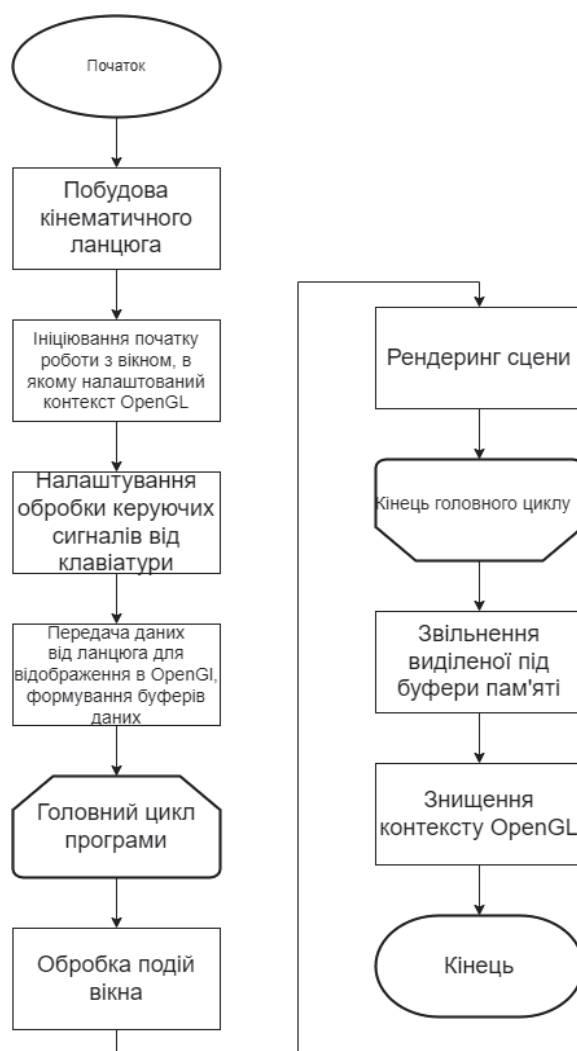 Початок
Побудова
кінематичного
ланцюга
Ініціювання початку
роботи з вікном, в
якому налаштований
контекст OpenGL
Налаштування
обробки керуючих
сигналів від
клавіатури
Передача даних
від ланцюга для
відображення в OpenGl,
формування буферів
даних
Головний цикл
програми
Обробка подій
вікна
Рендеринг сцени
Кінець головного циклу
Звільнення
виділеної під
буфери пам'яті
Знищення
контексту OpenGL
Кінець